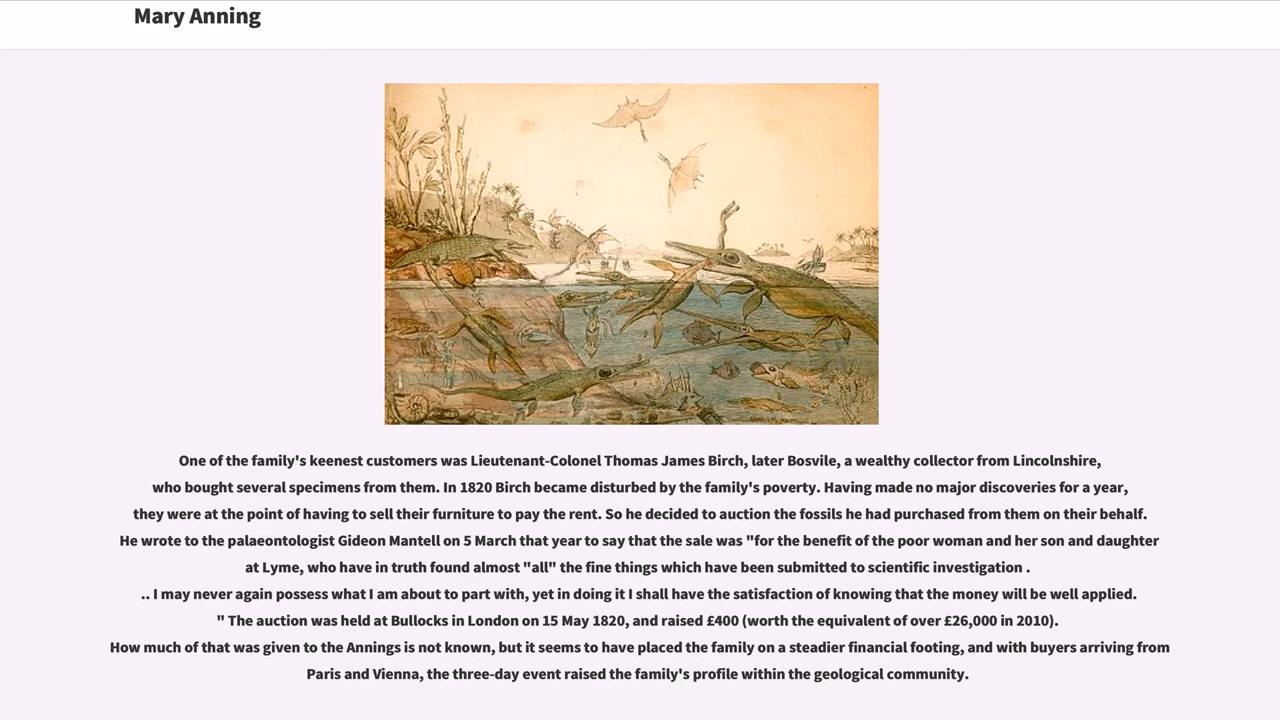 Mary Anning
One of the family's keenest customers was Lieutenant-Colonel Thomas James Birch, later Bosvile, a wealthy collector from Lincolnshire,
who bought several specimens from them. In 1820 Birch became disturbed by the family's poverty. Having made no major discoveries for a year,
they were at the point of having to sell their furniture to pay the rent. So he decided to auction the fossils he had purchased from them on their behalf.
He wrote to the palaeontologist Gideon Mantell on 5 March that year to say that the sale was "for the benefit of the poor woman and her son and daughter
at Lyme, who have in truth found almost "all" the fine things which have been submitted to scientific investigation .
.. I may never again possess what I am about to part with, yet in doing it I shall have the satisfaction of knowing that the money will be well applied.
" The auction was held at Bullocks in London on 15 May 1820, and raised £400 (worth the equivalent of over £26,000 in 2010).
How much of that was given to the Annings is not known, but it seems to have placed the family on a steadier financial footing, and with buyers arriving from
Paris and Vienna, the three-day event raised the family's profile within the geological community.